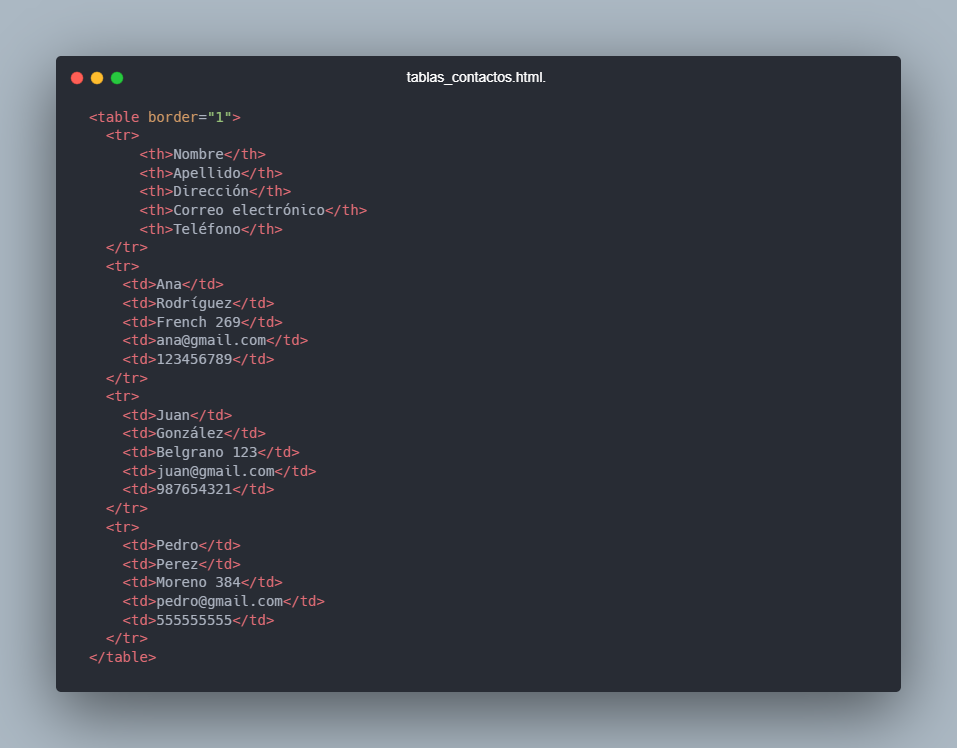 tablas_contactos.html.
<table border="1">
  <tr>
      <th>Nombre</th>
      <th>Apellido</th>
      <th>Dirección</th>
      <th>Correo electrónico</th>
      <th>Teléfono</th>
  </tr>
  <tr>
    <td>Ana</td>
    <td>Rodríguez</td>
    <td>French 269</td>
    <td>ana@gmail.com</td>
    <td>123456789</td>
  </tr>
  <tr>
    <td>Juan</td>
    <td>González</td>
    <td>Belgrano 123</td>
    <td>juan@gmail.com</td>
    <td>987654321</td>
  </tr>
  <tr>
    <td>Pedro</td>
    <td>Perez</td>
    <td>Moreno 384</td>
    <td>pedro@gmail.com</td>
    <td>555555555</td>
  </tr>
</table>